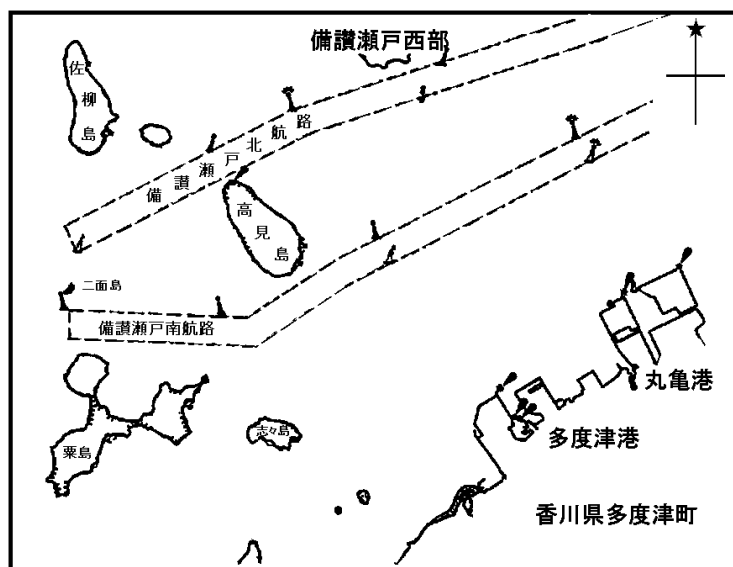 備讃瀬戸西部
佐柳島
備讃瀬戸北航路
高見島
二面島
備讃瀬戸南航路
丸亀港
多度津港
粟島
志々島
香川県多度津町